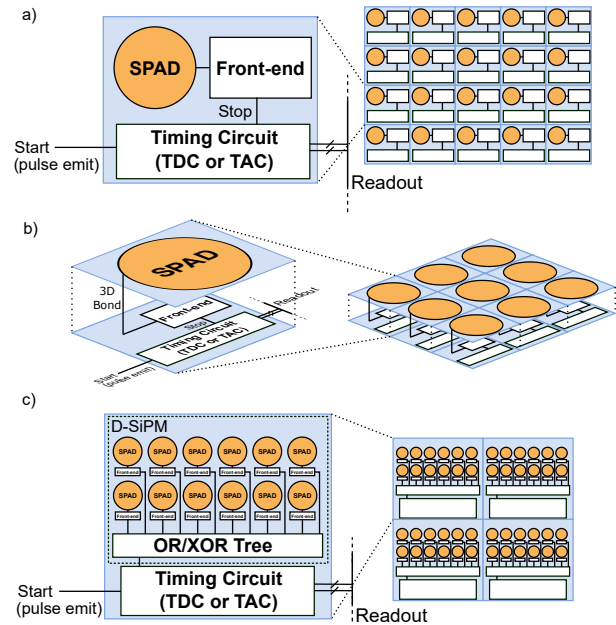 a)
SPAD
Front-end
Stop
Timing Circuit
(TDC or TAC)
Start
(pulse emit)
Readout
b)
SPAD
3D
Bond
Front-end
Stop
Timing Circuit
(TDC or TAC)
Readout
Start
(pulse emit)
c)
D-SiPM
SPAD SPAD SPAD SPAD SPAD SPAD
Front-end Front-end Front-end Front-end Front-end Front-end
SPAD SPAD SPAD SPAD SPAD SPAD
Front-end Front-end Front-end Front-end Front-end Front-end
OR/XOR Tree
Timing Circuit
(TDC or TAC)
Start
(pulse emit)
Readout